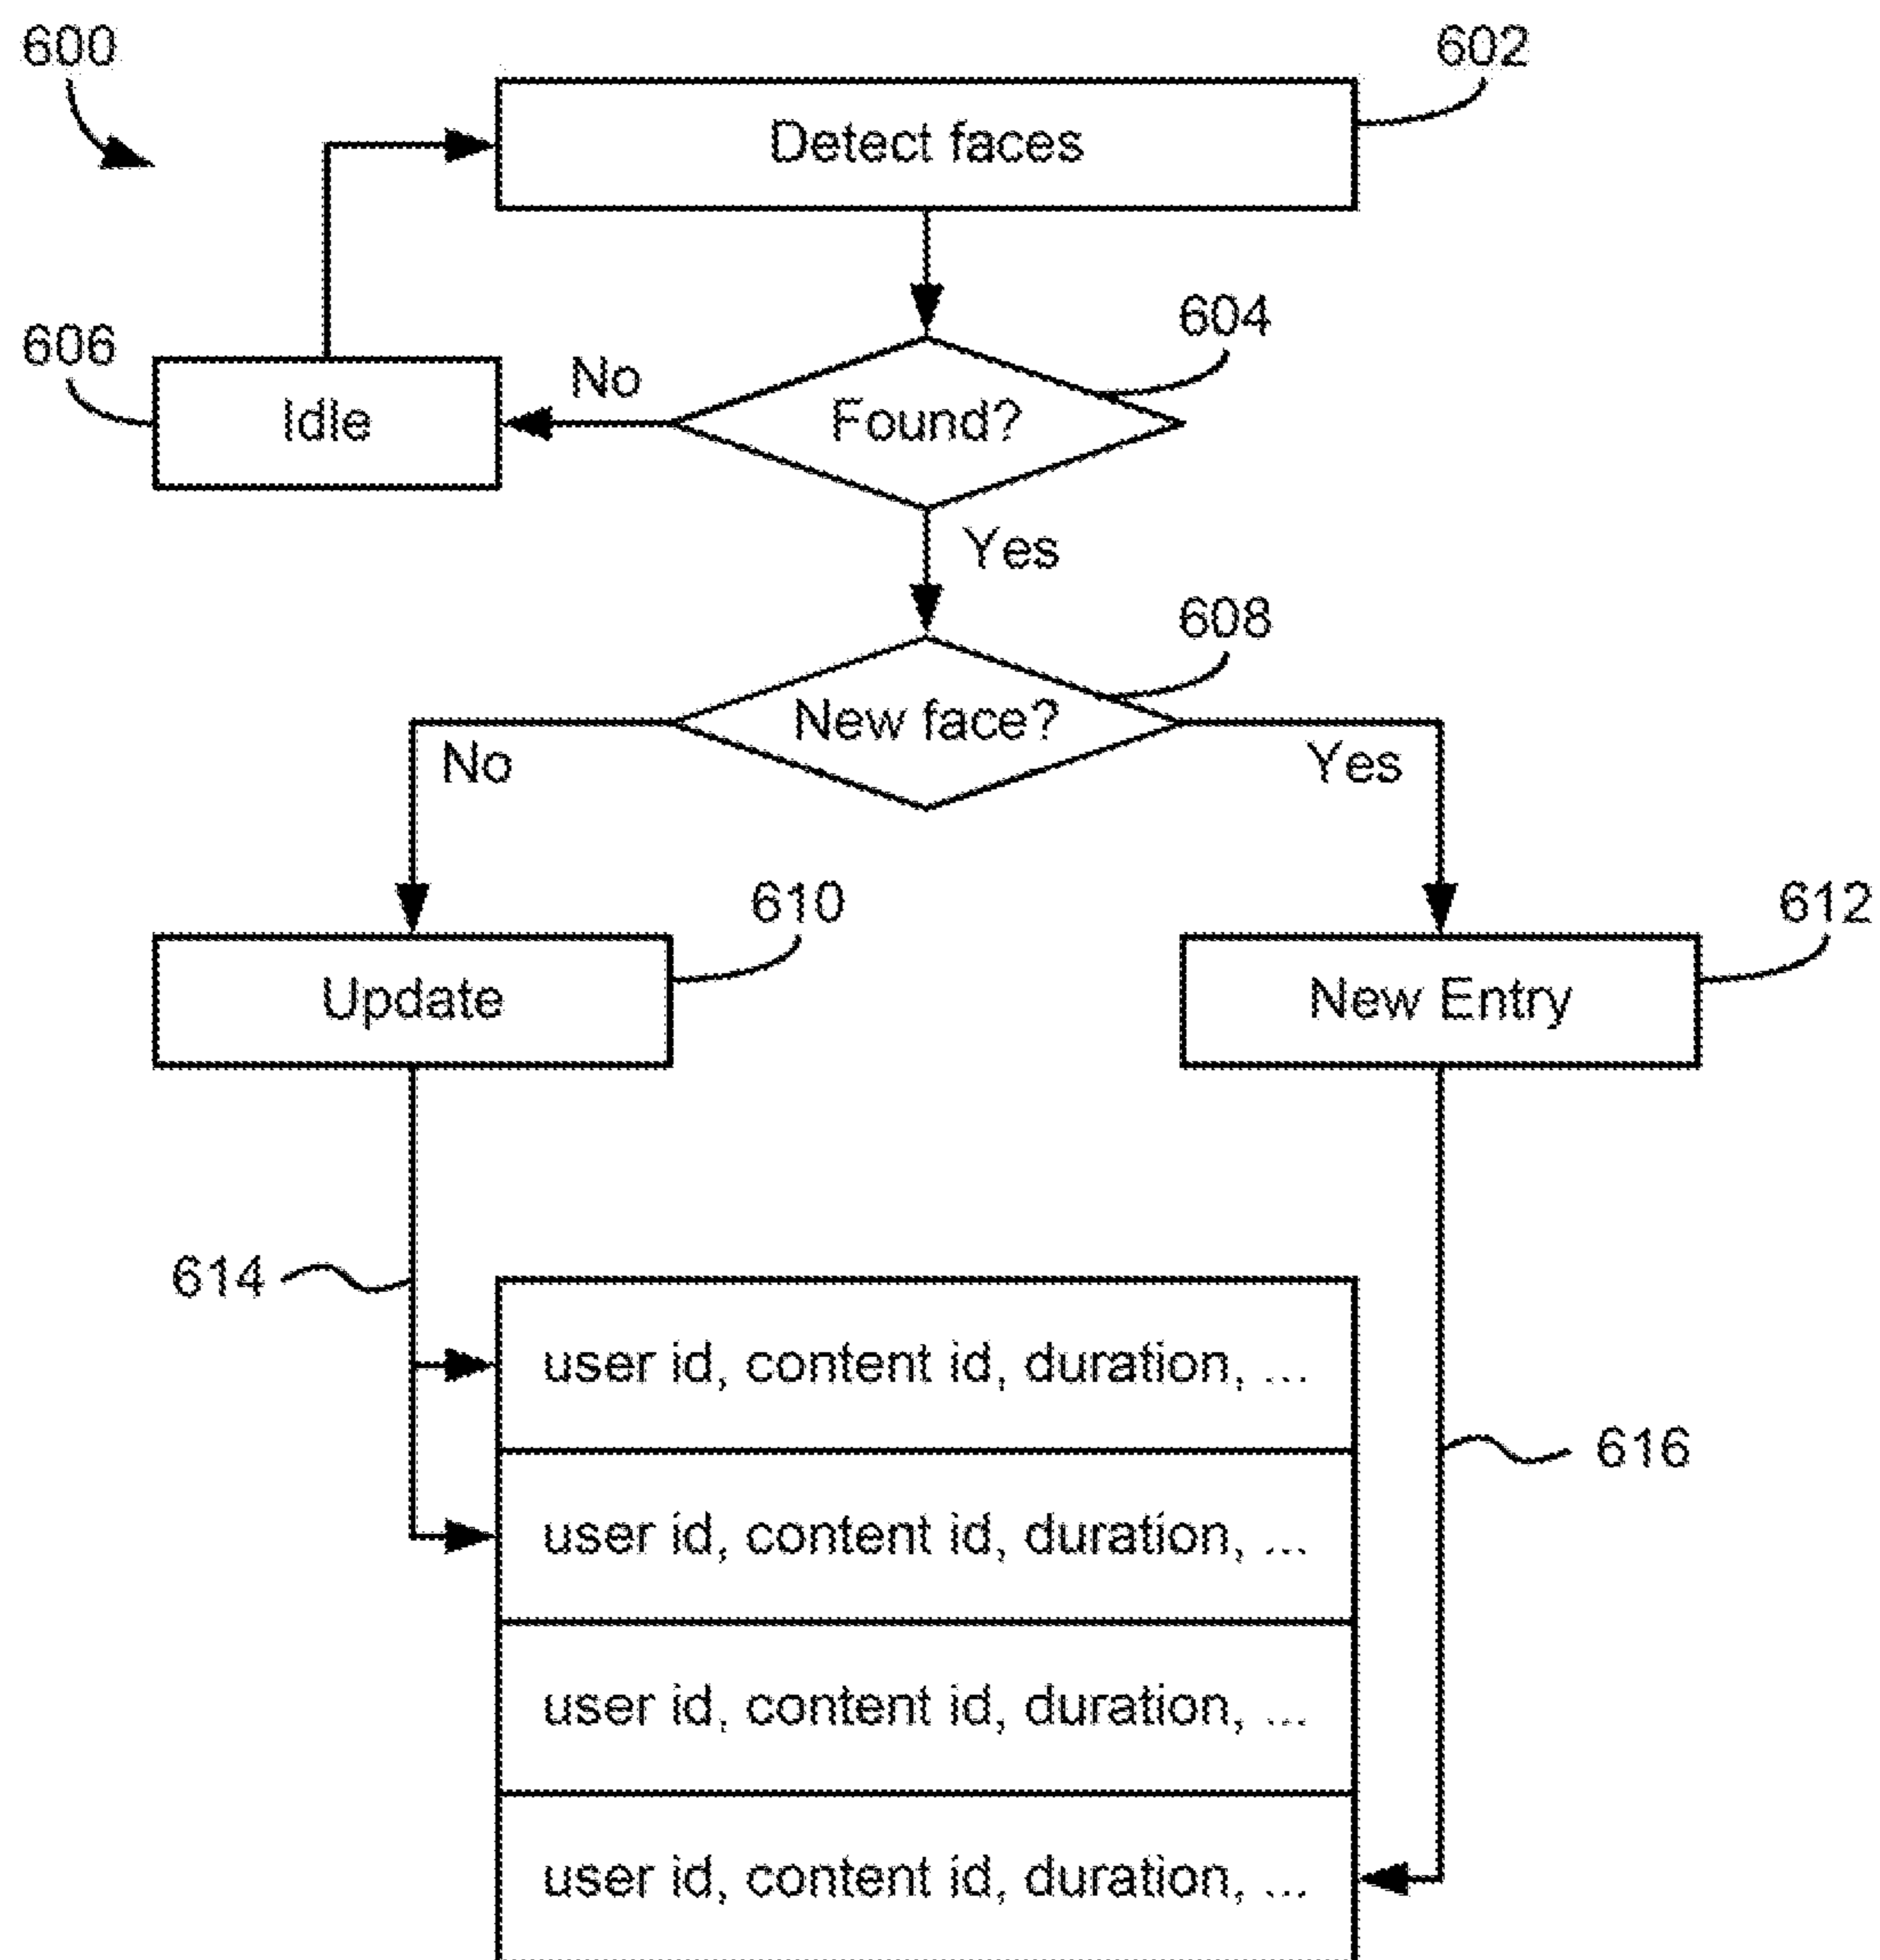 600
602
Detect faces
604
606
No
Idle
Found?
Yes
608
New face?
No
Yes
610
612
Update
New Entry
614
user id, content id, duration, ...
616
user id, content id, duration, ...
user id, content id, duration, ...
user id, content id, duration, ...